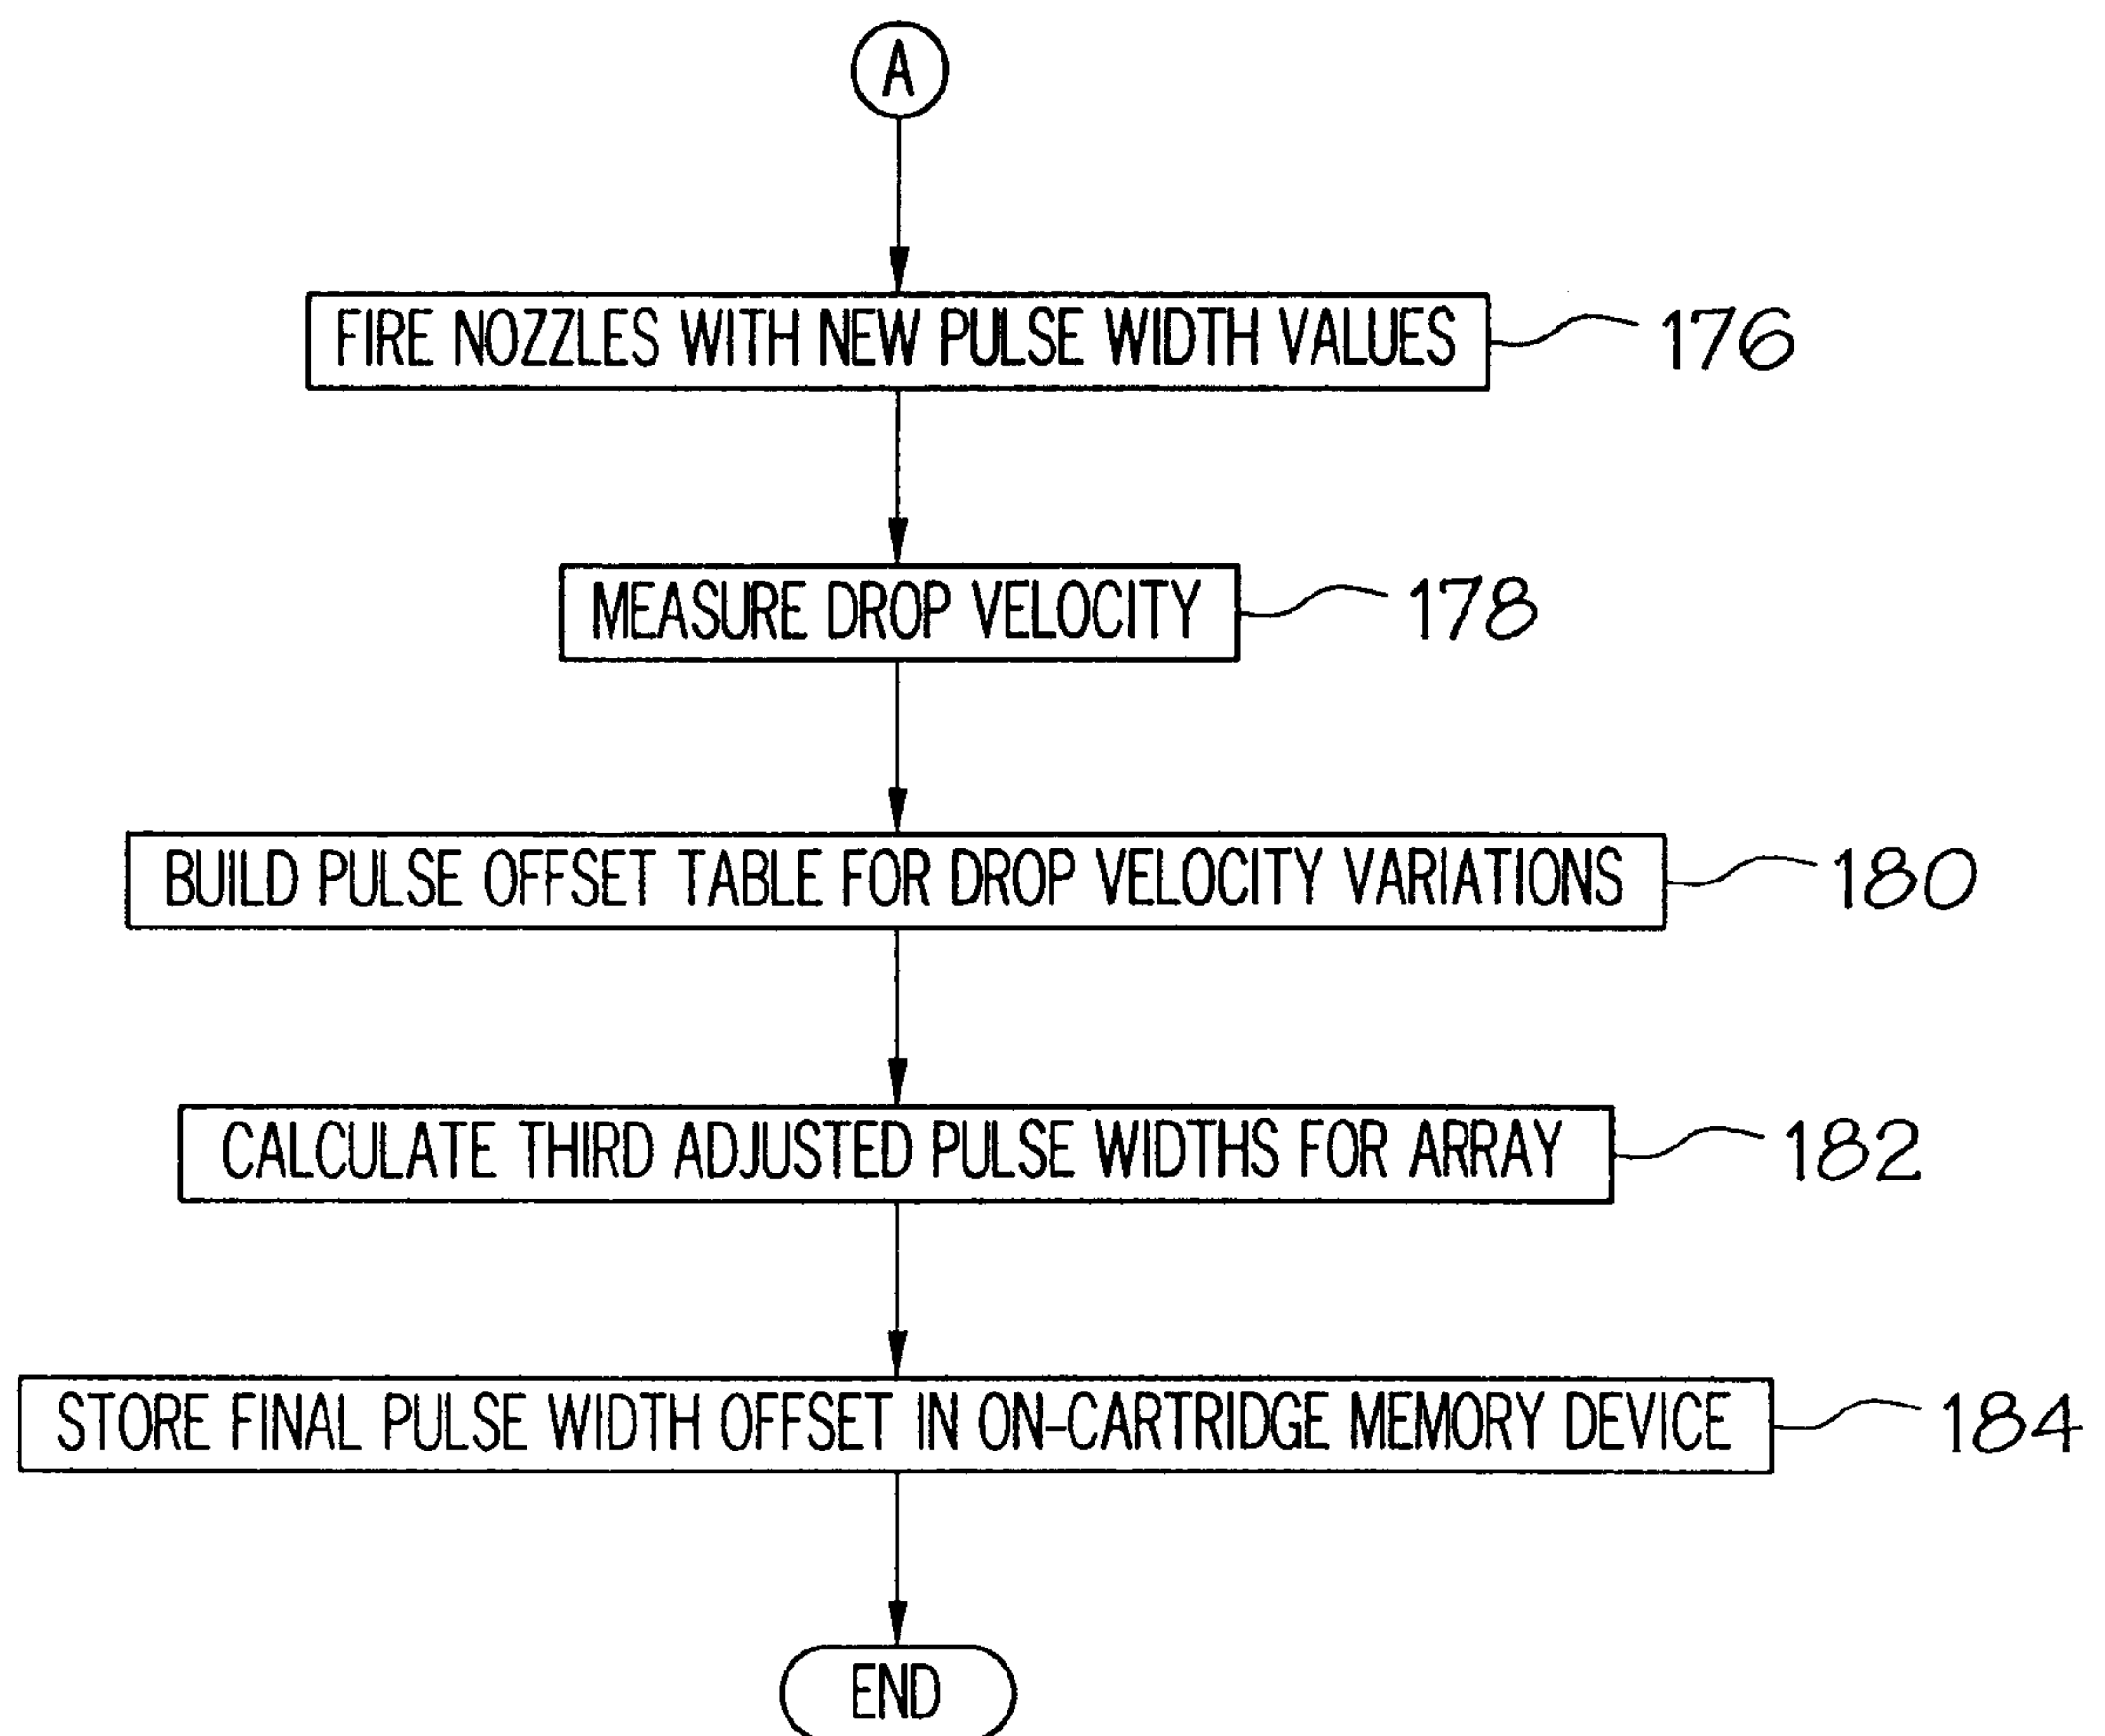 A
FIRE NOZZLES WITH NEW PULSE WIDTH VALUES 176
MEASURE DROP VELOCITY 178
BUILD PULSE OFFSET TABLE FOR DROP VELOCITY VARIATIONS 180
CALCULATE THIRD ADJUSTED PULSE WIDTHS FOR ARRAY 182
STORE FINAL PULSE WIDTH OFFSET IN ON-CARTRIDGE MEMORY DEVICE 184
END